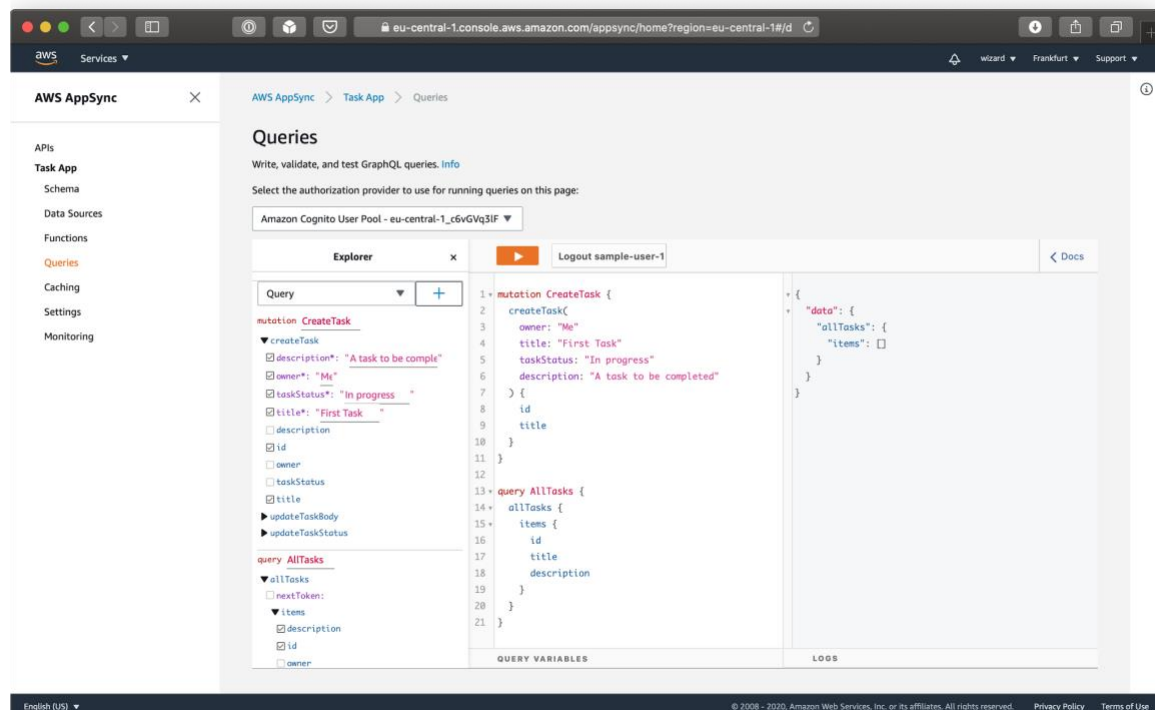 eu-central-1.console.aws.amazon.com/appsync/home?region=eu-central-1#/d
aws
Services
wizard
Frankfurt
Support
AWS AppSync
APIs
Task App
Schema
Data Sources
Functions
Queries
Caching
Settings
Monitoring
AWS AppSync > Task App > Queries
Queries
Write, validate, and test GraphQL queries. Info
Select the authorization provider to use for running queries on this page:
Amazon Cognito User Pool - eu-central-1_c6vGVq3lF
Explorer x
Query +
mutation CreateTask
createTask
description*: "A task to be comple"
owner*: "Me"
taskStatus*: "In progress "
title*: "First Task "
description
id
owner
taskStatus
title
updateTaskBody
updateTaskStatus
query AllTasks
allTasks
nextToken:
items
description
id
owner
Logout sample-user-1
1 mutation CreateTask {
2 createTask(
3 owner: "Me"
4 title: "First Task"
5 taskStatus: "In progress"
6 description: "A task to be completed"
7 ) {
8 id
9 title
10 }
11 }
12
13 query AllTasks {
14 allTasks {
15 items {
16 id
17 title
18 description
19 }
20 }
21 }
QUERY VARIABLES
< Docs
{
"data": {
"allTasks": {
"items": []
}
}
}
LOGS
English (US)
© 2008 - 2020, Amazon Web Services, Inc. or its affiliates. All rights reserved.
Privacy Policy
Terms of Use